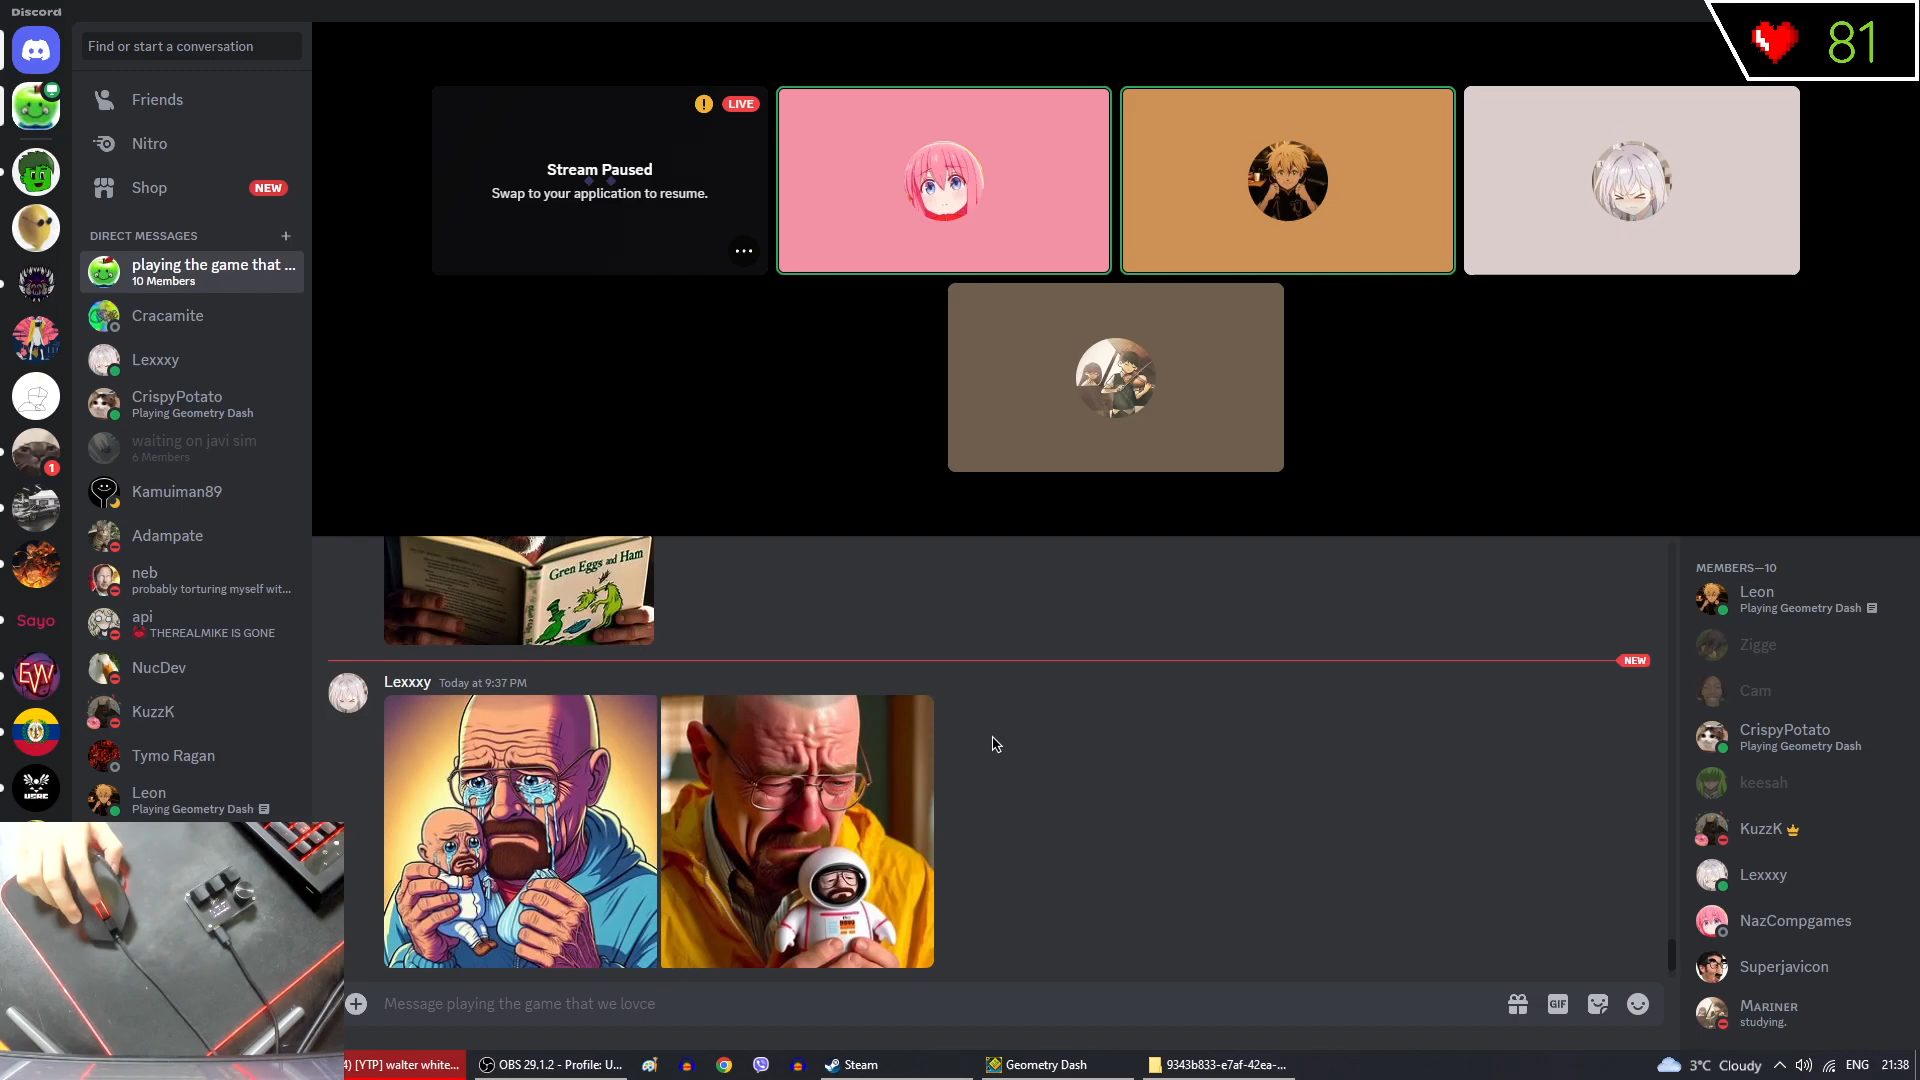 Discord
Find or start a conversation
81
Friends
Nitro
Shop
NEW
DIRECT MESSAGES
playing the game that ...
10 Members
Cracamite
Lexxxy
CrispyPotato
Playing Geometry Dash
waiting on javi sim
6 Members
Kamuiman89
Adampate
neb
probably torturing myself wit...
api
THEREALMIKE IS GONE
NucDev
KuzzK
Tymo Ragan
Leon
Playing Geometry Dash
1
Sayo
EW
LIVE
Stream Paused
Swap to your application to resume.
Gren Eggs and Ham
NEW
Lexxxy Today at 9:37 PM
Message playing the game that we lovce
GIF
MEMBERS—10
Leon
Playing Geometry Dash
Zigge
Cam
CrispyPotato
Playing Geometry Dash
keesah
KuzzK
Lexxxy
NazCompgames
Superjavicon
MARINER
studying.
4) [YTP] walter white...
OBS 29.1.2 - Profile: U...
Steam
Geometry Dash
9343b833-e7af-42ea-...
3°C Cloudy
ENG
21:38